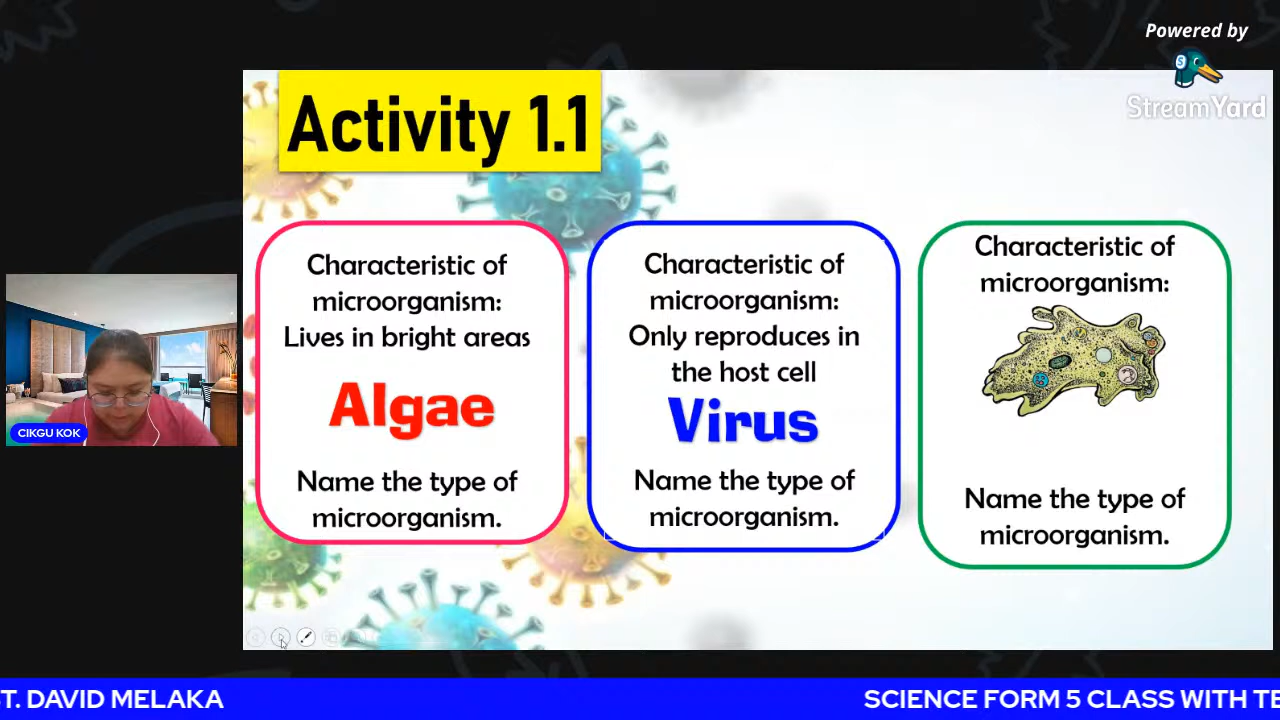 Powered by
StreamYard
Activity 1.1
Characteristic of
microorganism:
Lives in bright areas
Algae
Name the type of
microorganism.
Characteristic of
microorganism:
Only reproduces in
the host cell
Virus
Name the type of
microorganism.
Characteristic of
microorganism:
Name the type of
microorganism.
CIKGU KOK
T. DAVID MELAKA
SCIENCE FORM 5 CLASS WITH TE